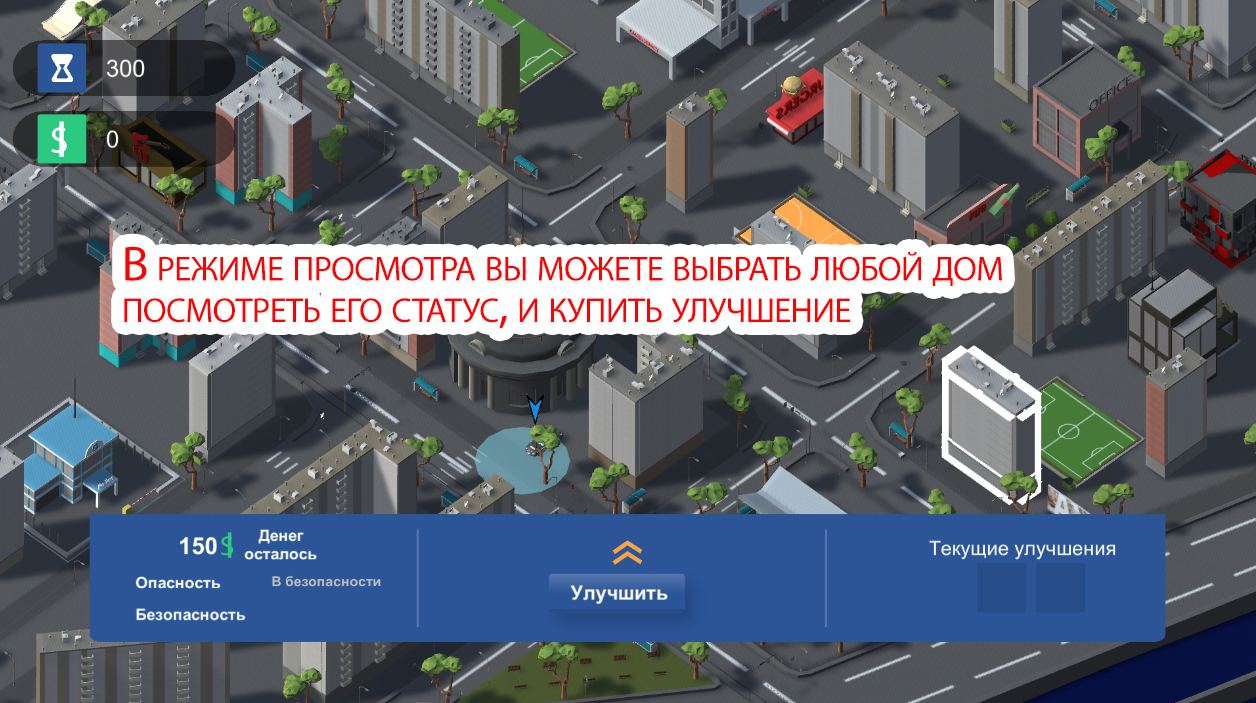 300
0
OFFICE
PUB
В РЕЖИМЕ ПРОСМОТРА ВЫ МОЖЕТЕ ВЫБРАТЬ ЛЮБОЙ ДОМ
ПОСМОТРЕТЬ ЕГО СТАТУС, И КУПИТЬ УЛУЧШЕНИЕ
150$ Денег
осталось
Опасность В безопасности
Безопасность
Улучшить
Текущие улучшения